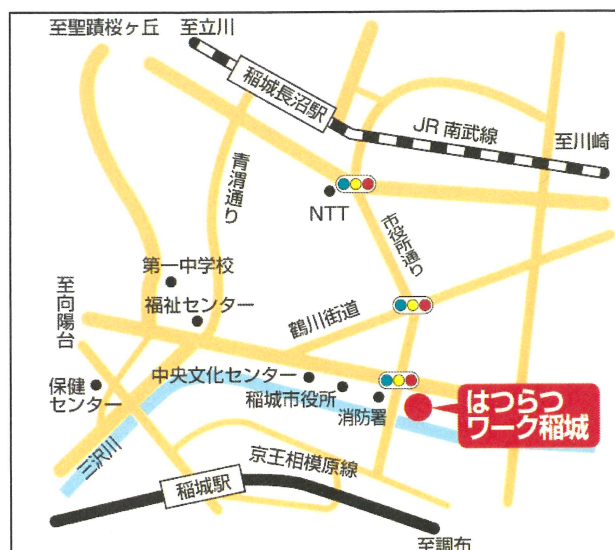 至聖蹟桜ヶ丘
至立川
稲城長沼駅
JR 南武線
至川崎
青渭通り
NTT
市役所通り
第一中学校
至向陽台
福祉センター
鶴川街道
中央文化センター
保健
センター
稲城市役所
消防署
はつらつ
ワーク稲城
三沢川
京王相模原線
稲城駅
至調布